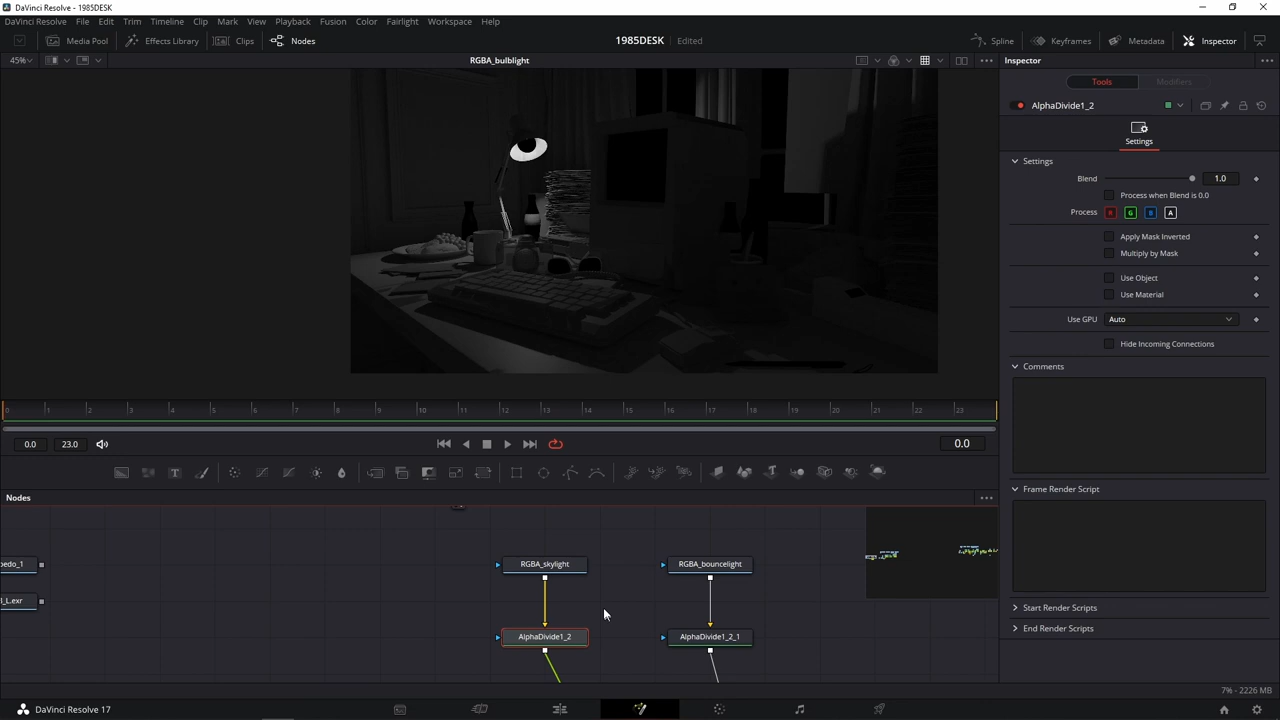 DaVinci Resolve - 1985DESK
DaVinci Resolve File Edit Trim Timeline Clip Mark View Playback Fusion Color Fairlight Workspace Help
Media Pool Effects Library Clips Nodes 1985DESK Edited Spline Keyframes Metadata Inspector
45% RGBA_bulblight Inspector
Tools Modifiers
AlphaDivide1_2
Settings
Settings
Blend 1.0
Process when Blend is 0.0
Process R G B A
Apply Mask Inverted
Multiply by Mask
Use Object
Use Material
Use GPU Auto
Hide Incoming Connections
Comments
0 1 2 3 4 5 6 7 8 9 10 11 12 13 14 15 16 17 18 19 20 21 22 23
0.0 23.0 0.0
Frame Render Script
Nodes
pedo_1 RGBA_skylight RGBA_bouncelight
l_L.exr
AlphaDivide1_2 AlphaDivide1_2_1
Start Render Scripts
End Render Scripts
7% - 2226 MB
DaVinci Resolve 17